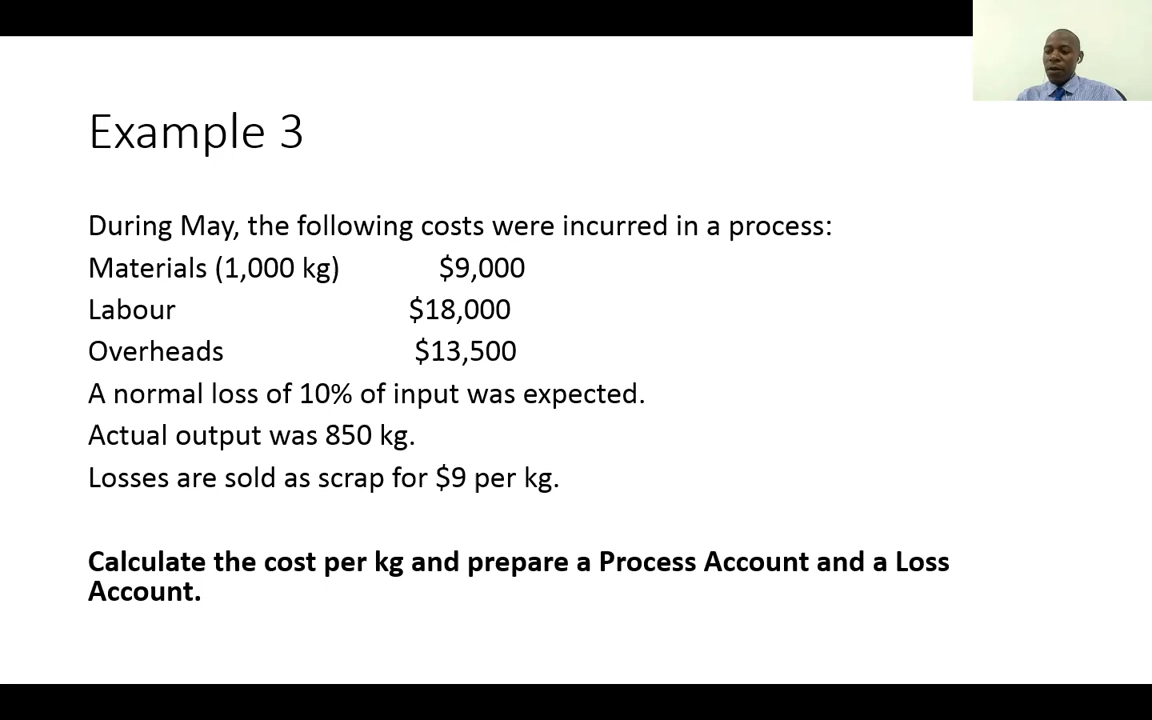 Example 3
During May, the following costs were incurred in a process:
Materials (1,000 kg) $9,000
Labour $18,000
Overheads $13,500
A normal loss of 10% of input was expected.
Actual output was 850 kg.
Losses are sold as scrap for $9 per kg.
Calculate the cost per kg and prepare a Process Account and a Loss
Account.